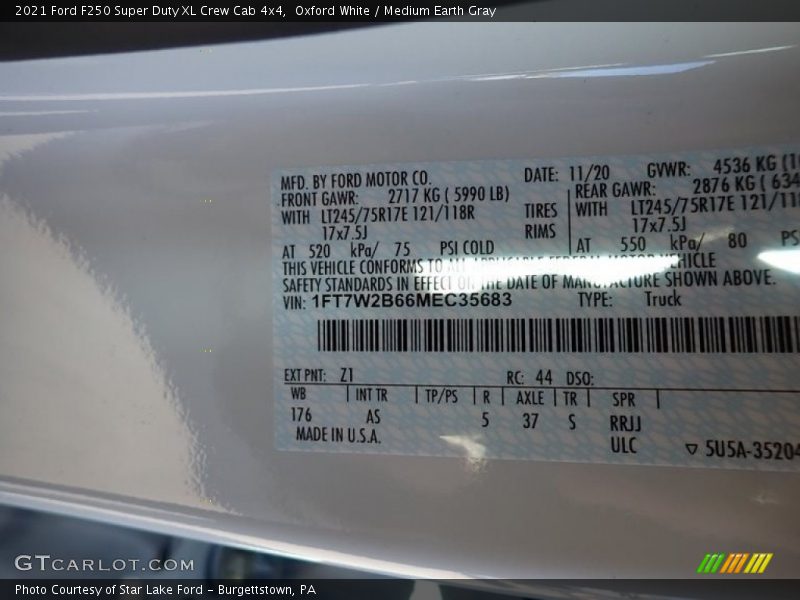 2021 Ford F250 Super Duty XL Crew Cab 4x4,  Oxford White / Medium Earth Gray
MFD. BY FORD MOTOR CO. DATE: 11/20 GVWR: 4536 KG
FRONT GAWR: 2717 KG ( 5990 LB) REAR GAWR: 2876 KG ( 634
WITH LT245/75R17E 121/118R TIRES WITH LT245/75R17E 121/118
17x7.5J RIMS 17x7.5J
AT 520 kPa/ 75 PSI COLD AT 550 kPa/ 80 PS
THIS VEHICLE CONFORMS TO ALL APPLICABLE FEDERAL MOTOR VEHICLE
SAFETY STANDARDS IN EFFECT ON THE DATE OF MANUFACTURE SHOWN ABOVE.
VIN: 1FT7W2B66MEC35683 TYPE: Truck
EXT PNT: Z1 RC: 44 DSO:
WB INT TR TP/PS R AXLE TR SPR
176 AS 5 37 S RRJJ
MADE IN U.S.A. ULC ▽ 5U5A-35204
GTCARLOT.COM
Photo Courtesy of Star Lake Ford - Burgettstown, PA